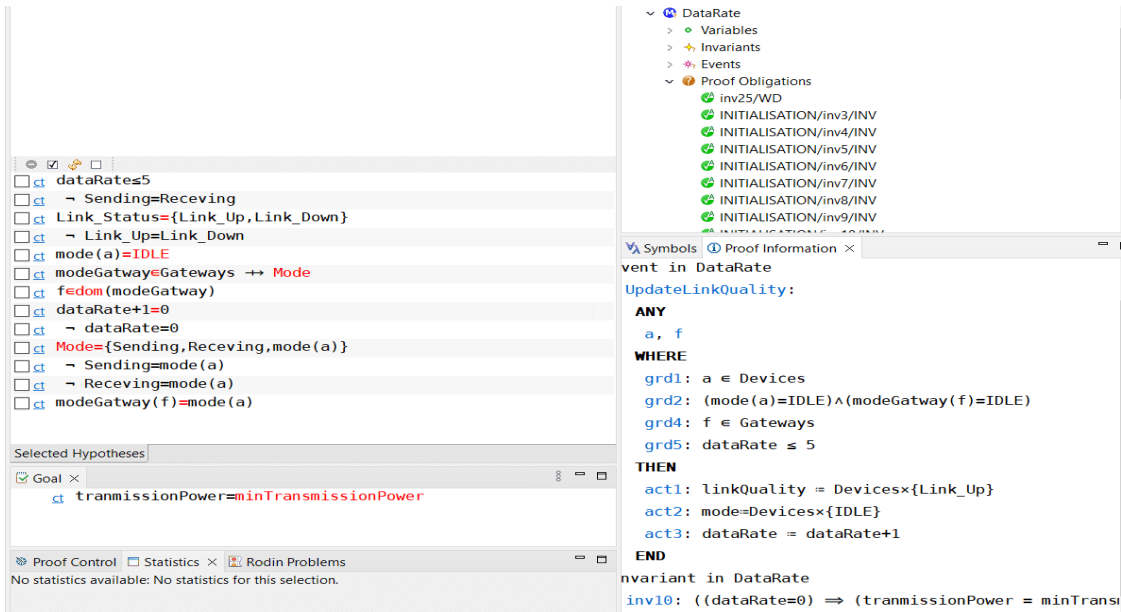 dataRate≤5
ct ¬ Sending=Receving
ct Link_Status={Link_Up,Link_Down}
ct ¬ Link_Up=Link_Down
ct mode(a)=IDLE
ct modeGatway∈Gateways ⇸ Mode
ct f∈dom(modeGatway)
ct dataRate+1=0
ct ¬ dataRate=0
ct Mode={Sending,Receving,mode(a)}
ct ¬ Sending=mode(a)
ct ¬ Receving=mode(a)
ct modeGatway(f)=mode(a)
Selected Hypotheses
Goal
ct tranmissionPower=minTransmissionPower
Proof Control Statistics Rodin Problems
No statistics available: No statistics for this selection.
DataRate
Variables
Invariants
Events
Proof Obligations
inv25/WD
INITIALISATION/inv3/INV
INITIALISATION/inv4/INV
INITIALISATION/inv5/INV
INITIALISATION/inv6/INV
INITIALISATION/inv7/INV
INITIALISATION/inv8/INV
INITIALISATION/inv9/INV
Symbols Proof Information
vent in DataRate
UpdateLinkQuality:
ANY
a, f
WHERE
grd1: a ∈ Devices
grd2: (mode(a)=IDLE)∧(modeGatway(f)=IDLE)
grd4: f ∈ Gateways
grd5: dataRate ≤ 5
THEN
act1: linkQuality ≔ Devices×{Link_Up}
act2: mode≔Devices×{IDLE}
act3: dataRate ≔ dataRate+1
END
nvariant in DataRate
inv10: ((dataRate=0) ⇒ (tranmissionPower = minTransm